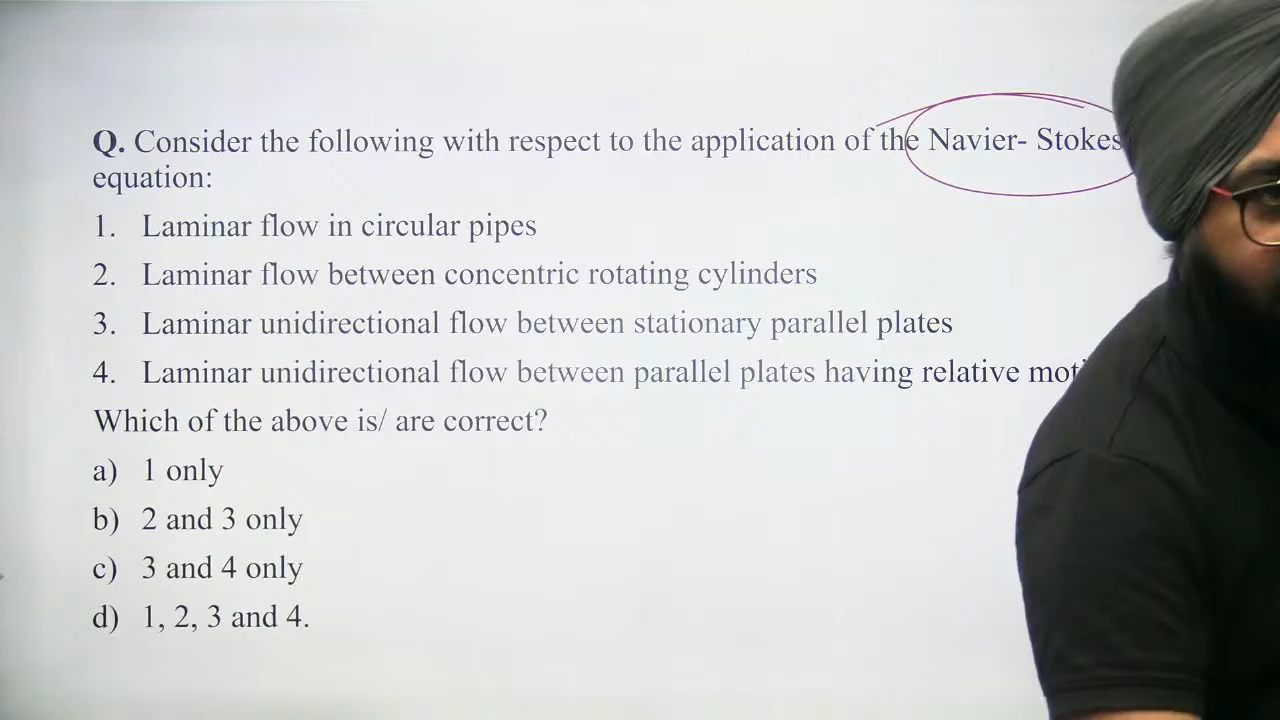 Q. Consider the following with respect to the application of the Navier- Stokes
equation:
1. Laminar flow in circular pipes
2. Laminar flow between concentric rotating cylinders
3. Laminar unidirectional flow between stationary parallel plates
4. Laminar unidirectional flow between parallel plates having relative
Which of the above is/ are correct?
a) 1 only
b) 2 and 3 only
c) 3 and 4 only
d) 1, 2, 3 and 4.